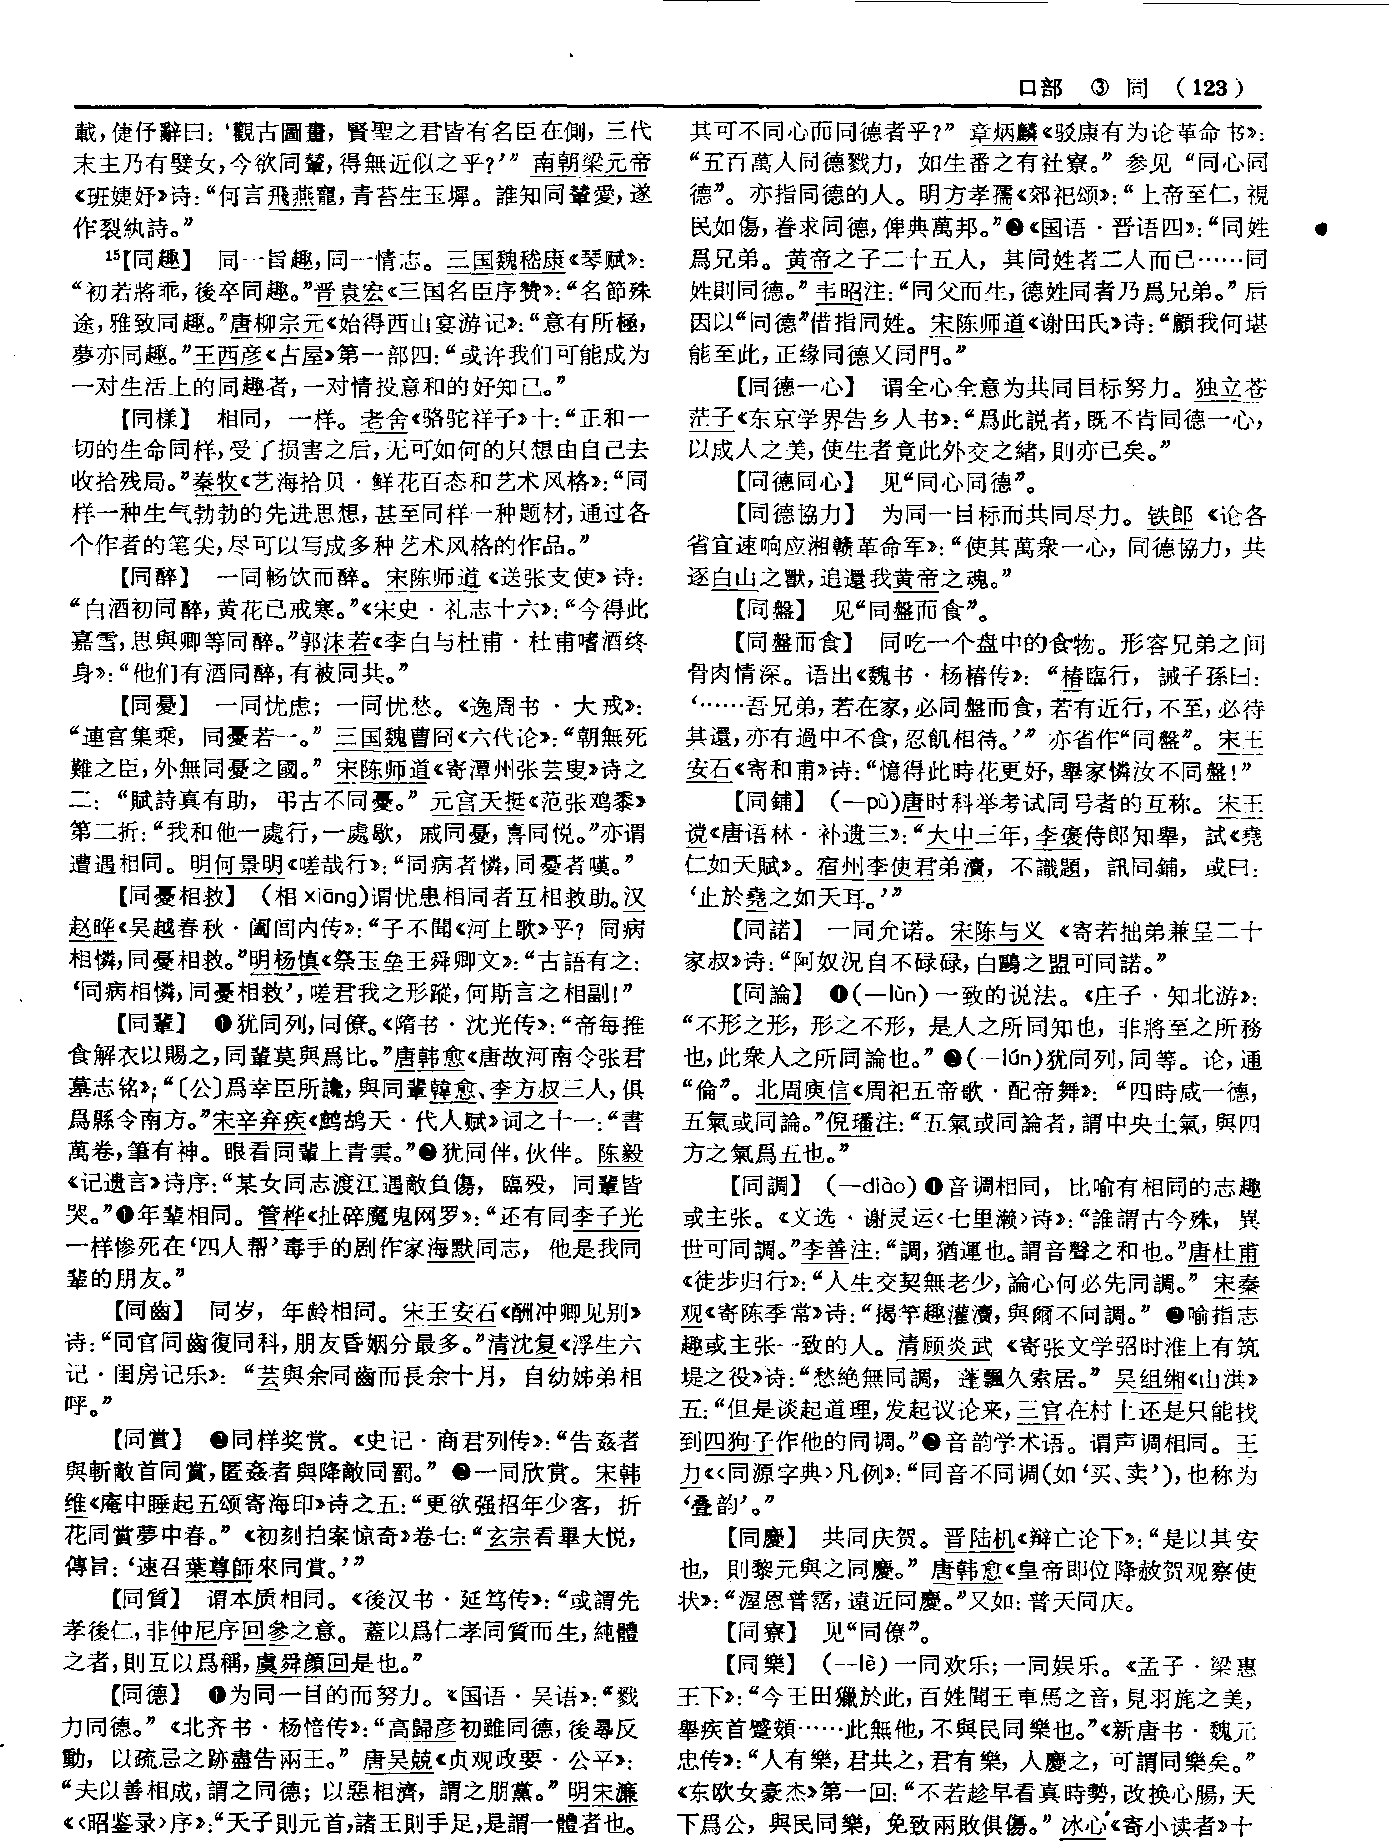 口部 ③ 同 （123）
載，倢伃辭曰：‘觀古圖畫，賢聖之君皆有名臣在側，三代
末主乃有嬖女，今欲同輦，得無近似之乎？’” 南朝梁元帝
《班婕妤》诗：“何言飛燕寵，青苔生玉墀。誰知同輦愛，遂
作裂紈詩。”
15【同趣】 同一旨趣，同一情志。三国魏嵇康《琴赋》：
“初若將乖，後卒同趣。”晋袁宏《三国名臣序赞》：“名節殊
途，雅致同趣。”唐柳宗元《始得西山宴游记》：“意有所極，
夢亦同趣。”王西彦《古屋》第一部四：“或许我们可能成为
一对生活上的同趣者，一对情投意和的好知己。”
【同樣】 相同，一样。老舍《骆驼祥子》十：“正和一
切的生命同样，受了损害之后，无可如何的只想由自己去
收拾残局。”秦牧《艺海拾贝·鲜花百态和艺术风格》：“同
样一种生气勃勃的先进思想，甚至同样一种题材，通过各
个作者的笔尖，尽可以写成多种艺术风格的作品。”
【同醉】 一同畅饮而醉。宋陈师道《送张支使》诗：
“白酒初同醉，黄花已戒寒。”《宋史·礼志十六》：“今得此
嘉雪，思與卿等同醉。”郭沫若《李白与杜甫·杜甫嗜酒终
身》：“他们有酒同醉，有被同共。”
【同憂】 一同忧虑；一同忧愁。《逸周书·大戒》：
“連官集乘，同憂若一。” 三国魏曹冏《六代论》：“朝無死
難之臣，外無同憂之國。” 宋陈师道《寄潭州张芸叟》诗之
二：“賦詩真有助，弔古不同憂。” 元宫天挺《范张鸡黍》
第二折：“我和他一處行，一處歇，戚同憂，喜同悦。”亦谓
遭遇相同。明何景明《嗟哉行》：“同病者憐，同憂者嘆。”
【同憂相救】 （相 xiāng）谓忧患相同者互相救助。汉
赵晔《吴越春秋·阖闾内传》：“子不聞《河上歌》乎？同病
相憐，同憂相救。”明杨慎《祭玉垒王舜卿文》：“古語有之：
‘同病相憐，同憂相救’，嗟君我之形蹤，何斯言之相副！”
【同輩】 ❶犹同列，同僚。《隋书·沈光传》：“帝每推
食解衣以賜之，同輩莫與爲比。”唐韩愈《唐故河南令张君
墓志铭》：“〔公〕爲幸臣所讒，與同輩韓愈、李方叔三人，俱
爲縣令南方。”宋辛弃疾《鹧鸪天·代人赋》词之十一：“書
萬卷，筆有神。眼看同輩上青雲。”❷犹同伴，伙伴。陈毅
《记遗言》诗序：“某女同志渡江遇敵負傷，臨殁，同輩皆
哭。”❶年辈相同。管桦《扯碎魔鬼网罗》：“还有同李子光
一样惨死在‘四人帮’毒手的剧作家海默同志，他是我同
辈的朋友。”
【同齒】 同岁，年龄相同。宋王安石《酬冲卿见别》
诗：“同官同齒復同科，朋友昏姻分最多。”清沈复《浮生六
记·闺房记乐》：“芸與余同齒而長余十月，自幼姊弟相
呼。”
【同賞】 ❷同样奖赏。《史记·商君列传》：“告姦者
與斬敵首同賞，匿姦者與降敵同罰。” ❷一同欣赏。宋韩
维《庵中睡起五颂寄海印》诗之五：“更欲强招年少客，折
花同賞夢中春。” 《初刻拍案惊奇》卷七：“玄宗看畢大悦，
傳旨：‘速召葉尊師來同賞。’”
【同質】 谓本质相同。《後汉书·延笃传》：“或謂先
孝後仁，非仲尼序回參之意。蓋以爲仁孝同質而生，純體
之者，則互以爲稱，虞舜顔回是也。”
【同德】 ❶为同一目的而努力。《国语·吴语》：“戮
力同德。” 《北齐书·杨愔传》：“高歸彦初雖同德，後尋反
動，以疏忌之跡盡告兩王。” 唐吴兢《贞观政要·公平》：
“夫以善相成，謂之同德；以惡相濟，謂之朋黨。” 明宋濂
《〈昭鉴录〉序》：“天子則元首，諸王則手足，是謂一體者也。
其可不同心而同德者乎？” 章炳麟《驳康有为论革命书》：
“五百萬人同德戮力，如生番之有社寮。” 参见“同心同
德”。亦指同德的人。明方孝孺《郊祀颂》：“上帝至仁，視
民如傷，眷求同德，俾典萬邦。”❷《国语·晋语四》：“同姓
爲兄弟。黄帝之子二十五人，其同姓者二人而已……同
姓則同德。” 韦昭注：“同父而生，德姓同者乃爲兄弟。” 后
因以“同德”借指同姓。宋陈师道《谢田氏》诗：“顧我何堪
能至此，正缘同德又同門。”
【同德一心】 谓全心全意为共同目标努力。独立苍
茫子《东京学界告乡人书》：“爲此説者，既不肯同德一心，
以成人之美，使生者竟此外交之緒，則亦已矣。”
【同德同心】 见“同心同德”。
【同德協力】 为同一目标而共同尽力。铁郎《论各
省宜速响应湘赣革命军》：“使其萬衆一心，同德協力，共
逐白山之獸，追還我黄帝之魂。”
【同盤】 见“同盤而食”。
【同盤而食】 同吃一个盘中的食物。形容兄弟之间
骨肉情深。语出《魏书·杨椿传》：“椿臨行，誡子孫曰：
‘……吾兄弟，若在家，必同盤而食，若有近行，不至，必待
其還，亦有過中不食，忍飢相待。’” 亦省作“同盤”。宋王
安石《寄和甫》诗：“憶得此時花更好，舉家憐汝不同盤！”
【同鋪】 （—pù）唐时科举考试同号者的互称。宋王
谠《唐语林·补遗三》：“大中三年，李褒侍郎知舉，試《堯
仁如天賦》。宿州李使君弟瀆，不識題，訊同鋪，或曰：
‘止於堯之如天耳。’”
【同諾】 一同允诺。宋陈与义《寄若拙弟兼呈二十
家叔》诗：“阿奴況自不碌碌，白鷗之盟可同諾。”
【同論】 ❶（—lùn）一致的说法。《庄子·知北游》：
“不形之形，形之不形，是人之所同知也，非將至之所務
也，此衆人之所同論也。” ❷（—lún）犹同列，同等。论，通
“倫”。北周庾信《周祀五帝歌·配帝舞》：“四時咸一德，
五氣或同論。”倪璠注：“五氣或同論者，謂中央土氣，與四
方之氣爲五也。”
【同調】 （—diào）❶音调相同，比喻有相同的志趣
或主张。《文选·谢灵运〈七里濑〉诗》：“誰謂古今殊，異
世可同調。”李善注：“調，猶運也。謂音聲之和也。”唐杜甫
《徒步归行》：“人生交契無老少，論心何必先同調。” 宋秦
观《寄陈季常》诗：“揭竿趣灌瀆，與爾不同調。” ❷喻指志
趣或主张一致的人。清顾炎武《寄张文学弨时淮上有筑
堤之役》诗：“愁絶無同調，蓬飄久索居。” 吴组缃《山洪》
五：“但是谈起道理，发起议论来，三官在村上还是只能找
到四狗子作他的同调。”❷音韵学术语。谓声调相同。王
力《〈同源字典〉凡例》：“同音不同调（如‘买、卖’），也称为
‘叠韵’。”
【同慶】 共同庆贺。晋陆机《辩亡论下》：“是以其安
也，則黎元與之同慶。” 唐韩愈《皇帝即位降赦贺观察使
状》：“渥恩普霑，遠近同慶。”又如：普天同庆。
【同寮】 见“同僚”。
【同樂】 （—lè）一同欢乐；一同娱乐。《孟子·梁惠
王下》：“今王田獵於此，百姓聞王車馬之音，見羽旄之美，
舉疾首蹙頞……此無他，不與民同樂也。”《新唐书·魏元
忠传》：“人有樂，君共之，君有樂，人慶之，可謂同樂矣。”
《东欧女豪杰》第一回：“不若趁早看真時勢，改换心腸，天
下爲公，與民同樂，免致兩敗俱傷。” 冰心《寄小读者》十